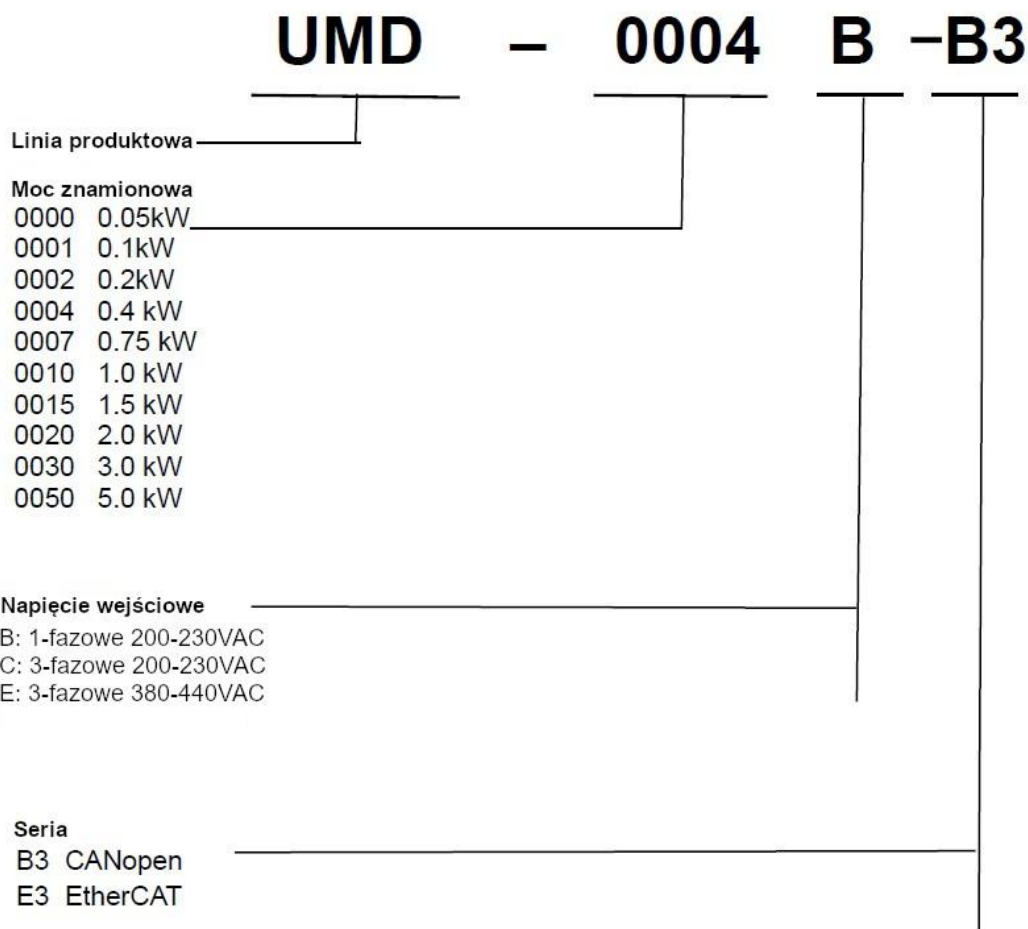 UMD – 0004 B –B3
Linia produktowa
Moc znamionowa
0000 0.05kW
0001 0.1kW
0002 0.2kW
0004 0.4 kW
0007 0.75 kW
0010 1.0 kW
0015 1.5 kW
0020 2.0 kW
0030 3.0 kW
0050 5.0 kW
Napięcie wejściowe
B: 1-fazowe 200-230VAC
C: 3-fazowe 200-230VAC
E: 3-fazowe 380-440VAC
Seria
B3 CANopen
E3 EtherCAT